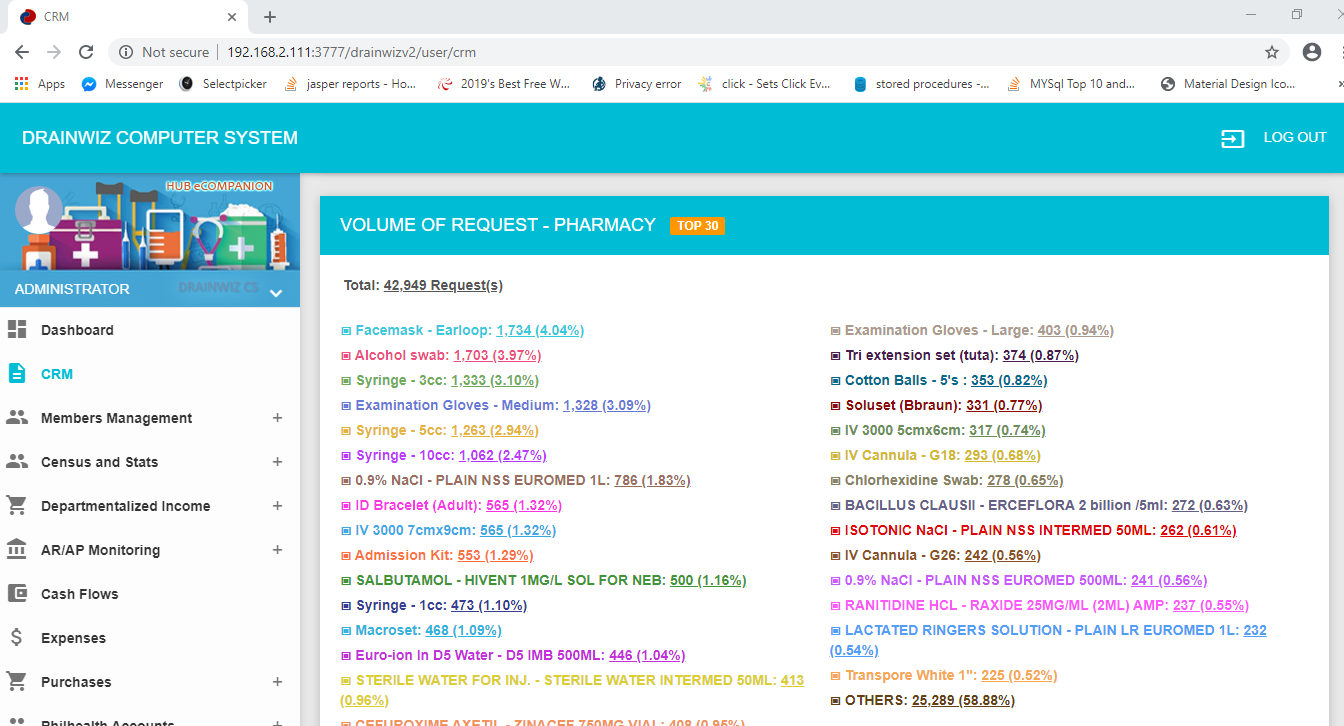 CRM
Not secure
192.168.2.111:3777/drainwizv2/user/crm
Apps
Messenger
Selectpicker
jasper reports - Ho...
2019's Best Free W...
Privacy error
click - Sets Click Ev...
stored procedures -...
MYSql Top 10 and...
Material Design Ico...
DRAINWIZ COMPUTER SYSTEM
LOG OUT
HUB eCOMPANION
ADMINISTRATOR
DRAINWIZ CS
Dashboard
CRM
Members Management
Census and Stats
Departmentalized Income
AR/AP Monitoring
Cash Flows
Expenses
Purchases
Philhealth Accounts
VOLUME OF REQUEST - PHARMACY TOP 30
Total: 42,949 Request(s)
Facemask - Earloop: 1,734 (4.04%)
Alcohol swab: 1,703 (3.97%)
Syringe - 3cc: 1,333 (3.10%)
Examination Gloves - Medium: 1,328 (3.09%)
Syringe - 5cc: 1,263 (2.94%)
Syringe - 10cc: 1,062 (2.47%)
0.9% NaCl - PLAIN NSS EUROMED 1L: 786 (1.83%)
ID Bracelet (Adult): 565 (1.32%)
IV 3000 7cmx9cm: 565 (1.32%)
Admission Kit: 553 (1.29%)
SALBUTAMOL - HIVENT 1MG/L SOL FOR NEB: 500 (1.16%)
Syringe - 1cc: 473 (1.10%)
Macroset: 468 (1.09%)
Euro-ion In D5 Water - D5 IMB 500ML: 446 (1.04%)
STERILE WATER FOR INJ. - STERILE WATER INTERMED 50ML: 413
(0.96%)
CEFUROXIME AXETIL - ZINACEF 750MG VIAL: 408 (0.95%)
Examination Gloves - Large: 403 (0.94%)
Tri extension set (tuta): 374 (0.87%)
Cotton Balls - 5's : 353 (0.82%)
Soluset (Bbraun): 331 (0.77%)
IV 3000 5cmx6cm: 317 (0.74%)
IV Cannula - G18: 293 (0.68%)
Chlorhexidine Swab: 278 (0.65%)
BACILLUS CLAUSII - ERCEFLORA 2 billion /5ml: 272 (0.63%)
ISOTONIC NaCl - PLAIN NSS INTERMED 50ML: 262 (0.61%)
IV Cannula - G26: 242 (0.56%)
0.9% NaCl - PLAIN NSS EUROMED 500ML: 241 (0.56%)
RANITIDINE HCL - RAXIDE 25MG/ML (2ML) AMP: 237 (0.55%)
LACTATED RINGERS SOLUTION - PLAIN LR EUROMED 1L: 232
(0.54%)
Transpore White 1": 225 (0.52%)
OTHERS: 25,289 (58.88%)